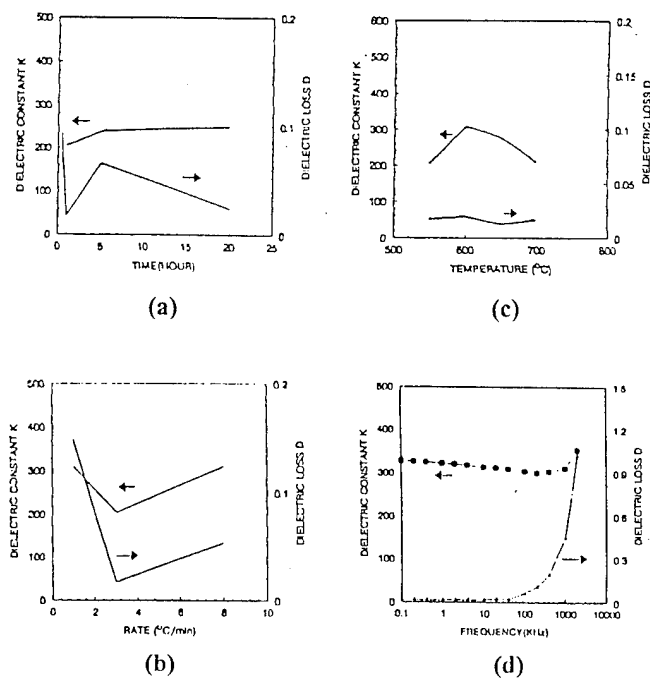 500
400
300
200
100
0
DIELECTRIC CONSTANT K
0.2
0.1
0
DIELECTRIC LOSS D
0 5 10 15 20 25
TIME(HOUR)
(a)
600
500
400
300
200
100
0
DIELECTRIC CONSTANT K
0.2
0.15
0.1
0.05
0
DIELECTRIC LOSS D
500 600 700 800
TEMPERATURE (°C)
(c)
500
400
300
200
100
0
DIELECTRIC CONSTANT K
0.2
0.1
0
DIELECTRIC LOSS D
0 2 4 6 8 10
RATE (°C/min)
(b)
500
400
300
200
100
0
DIELECTRIC CONSTANT K
1.5
1.2
0.9
0.6
0.3
0
DIELECTRIC LOSS D
0.1 1 10 100 1000 10000
FREQUENCY(KHz)
(d)